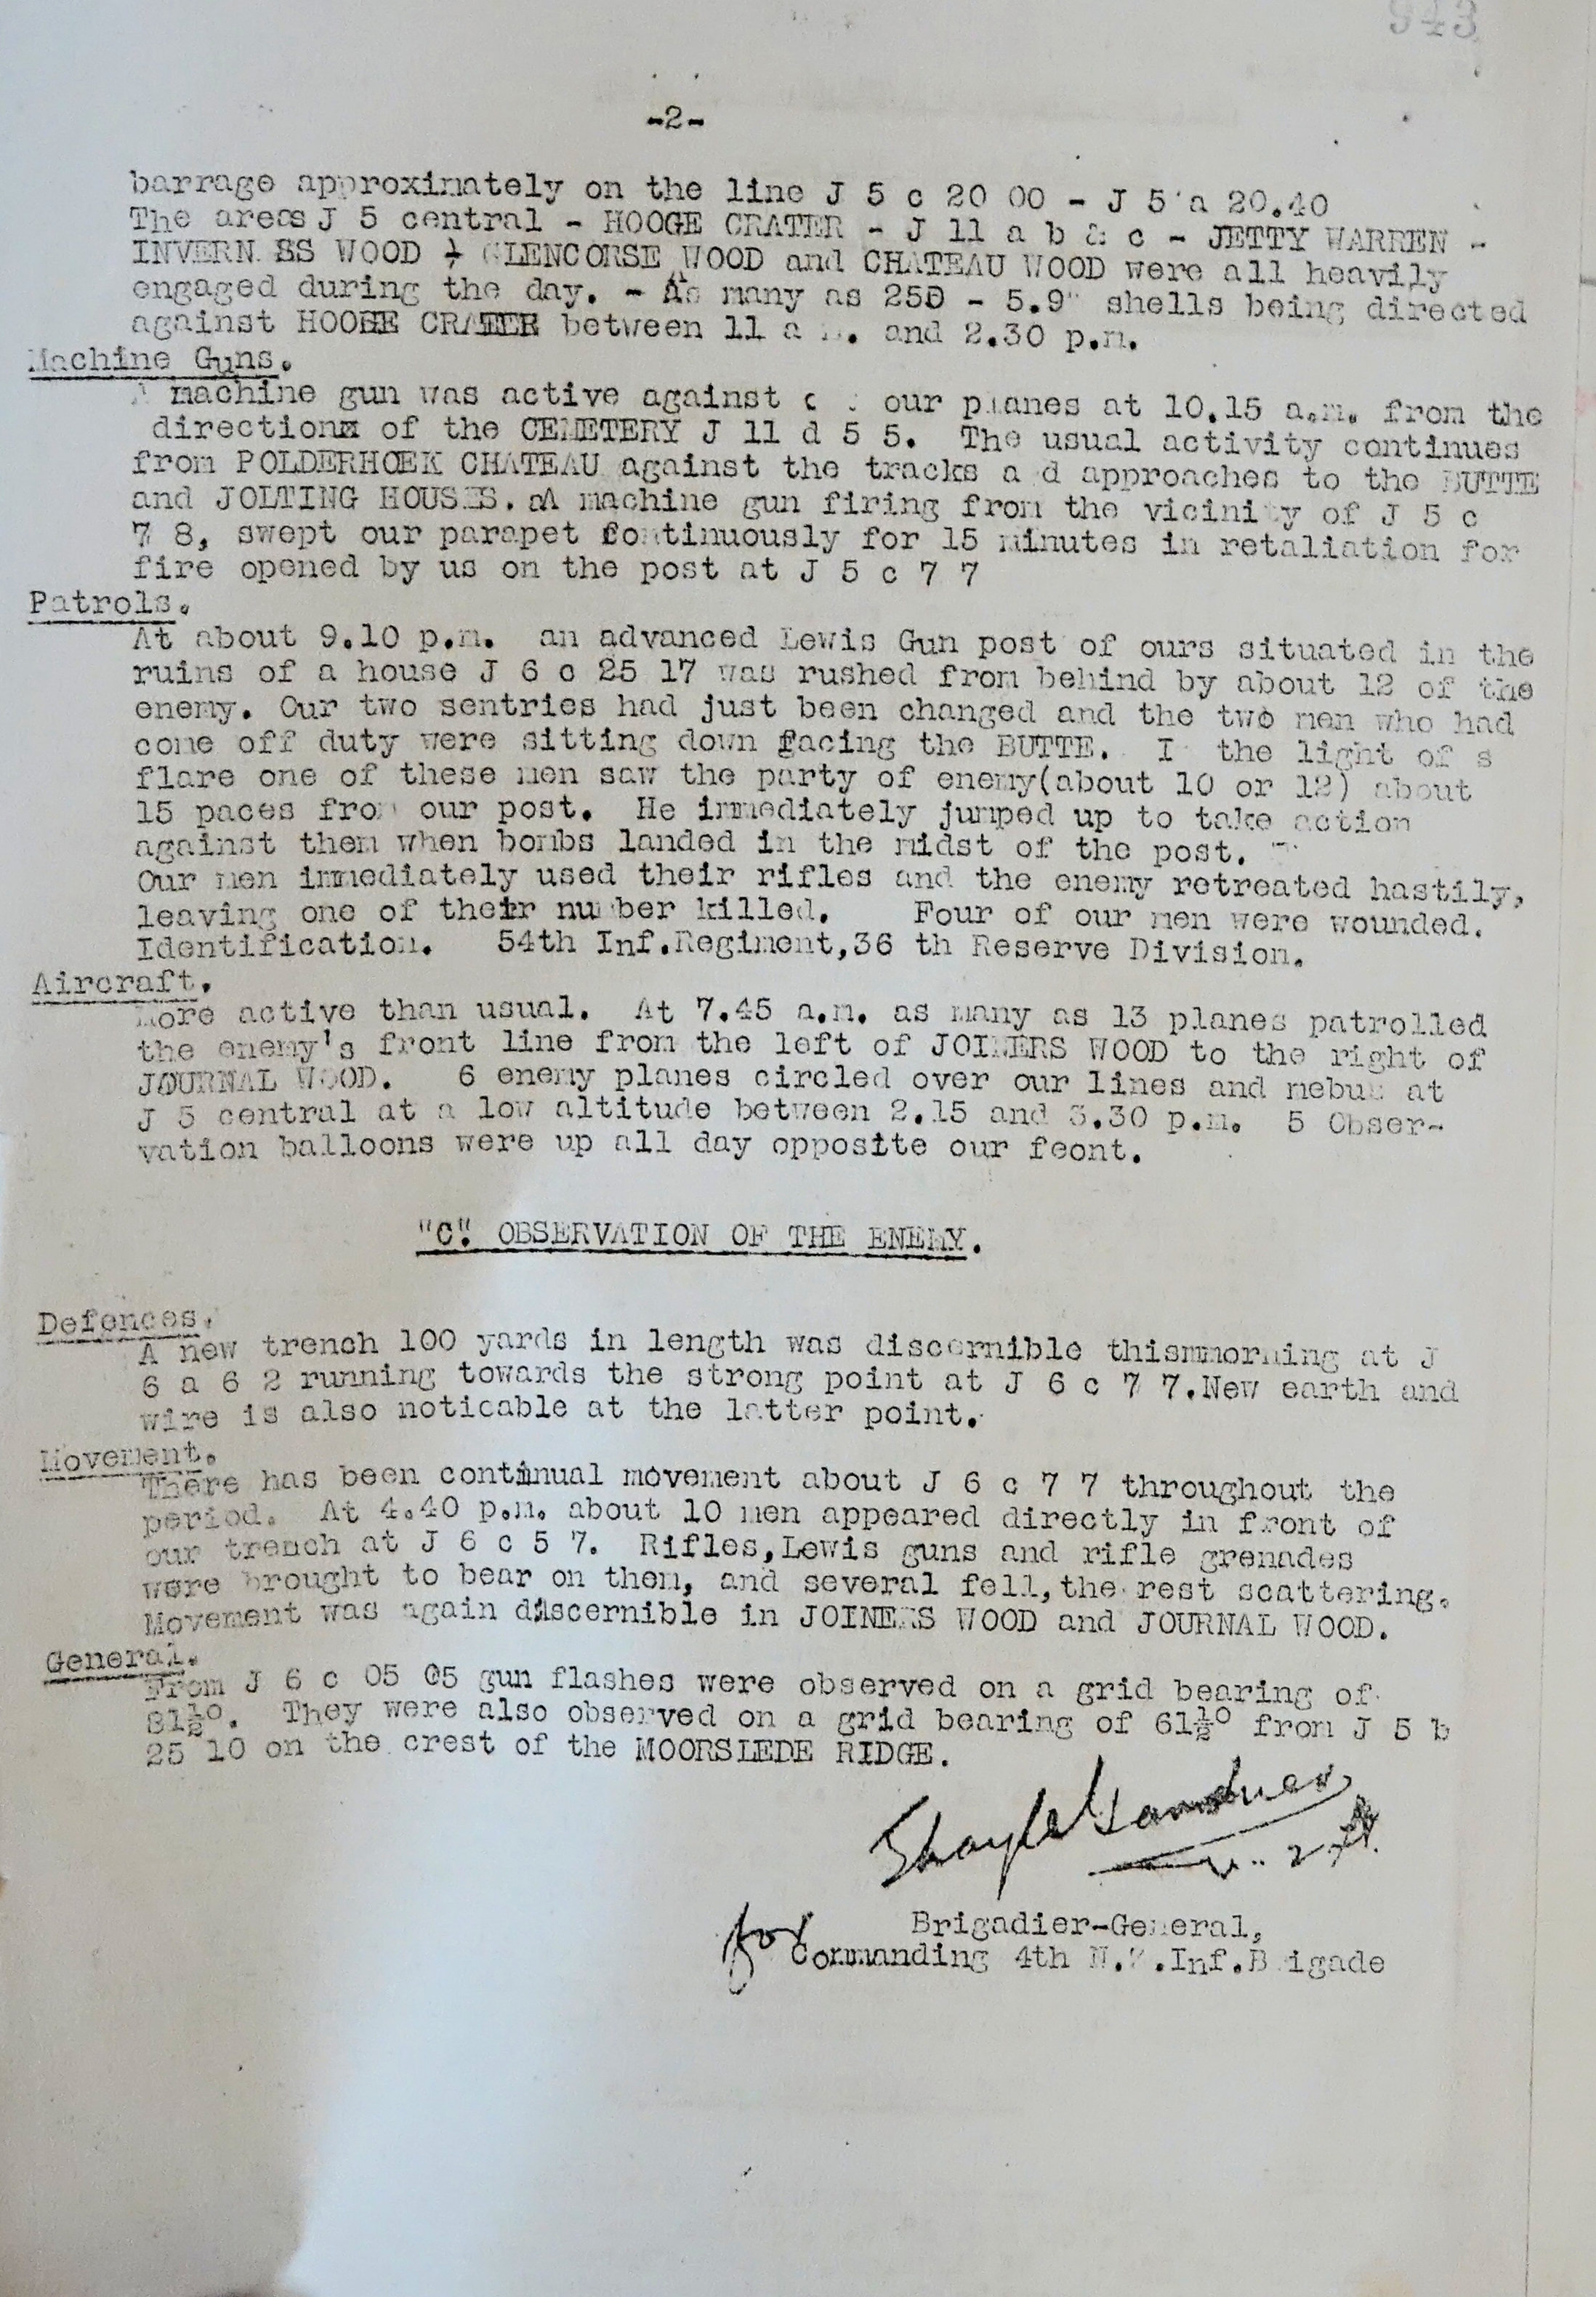 943
-2-
barrage approximately on the line J 5 c 20 00 - J 5 a 20.40
The areas J 5 central - HOOGE CRATER - J 11 a b & c - JETTY WARREN -
INVERN SS WOOD + GLENCORSE WOOD and CHATEAU WOOD were all heavily
engaged during the day. - As many as 250 - 5.9" shells being directed
against HOOGE CRATER between 11 a m. and 2.30 p.m.
Machine Guns.
A machine gun was active against our planes at 10.15 a.m. from the
direction of the CEMETERY J 11 d 5 5. The usual activity continues
from POLDERHOEK CHATEAU against the tracks a d approaches to the BUTTE
and JOLTING HOUSES. A machine gun firing from the vicinity of J 5 c
7 8, swept our parapet continuously for 15 minutes in retaliation for
fire opened by us on the post at J 5 c 7 7
Patrols.
At about 9.10 p.m. an advanced Lewis Gun post of ours situated in the
ruins of a house J 6 c 25 17 was rushed from behind by about 12 of the
enemy. Our two sentries had just been changed and the two men who had
come off duty were sitting down facing the BUTTE. I the light of s
flare one of these men saw the party of enemy(about 10 or 12) about
15 paces from our post. He immediately jumped up to take action
against them when bombs landed in the midst of the post.
Our men immediately used their rifles and the enemy retreated hastily,
leaving one of their number killed. Four of our men were wounded.
Identification. 54th Inf.Regiment,36 th Reserve Division.
Aircraft.
More active than usual. At 7.45 a.m. as many as 13 planes patrolled
the enemy's front line from the left of JOINERS WOOD to the right of
JOURNAL WOOD. 6 enemy planes circled over our lines and nebus at
J 5 central at a low altitude between 2.15 and 3.30 p.m. 5 Obser-
vation balloons were up all day opposite our feont.
"C". OBSERVATION OF THE ENEMY.
Defences.
A new trench 100 yards in length was discernible thismmorning at J
6 a 6 2 running towards the strong point at J 6 c 7 7.New earth and
wire is also noticable at the latter point.
Movement.
There has been continual movement about J 6 c 7 7 throughout the
period. At 4.40 p.m. about 10 men appeared directly in front of
our trench at J 6 c 5 7. Rifles,Lewis guns and rifle grenades
were brought to bear on them, and several fell,the rest scattering.
Movement was again discernible in JOINERS WOOD and JOURNAL WOOD.
General.
From J 6 c 05 05 gun flashes were observed on a grid bearing of
81½°. They were also observed on a grid bearing of 61½° from J 5 b
25 10 on the crest of the MOORSLEDE RIDGE.
for
Brigadier-General,
Commanding 4th N.Z.Inf.Brigade